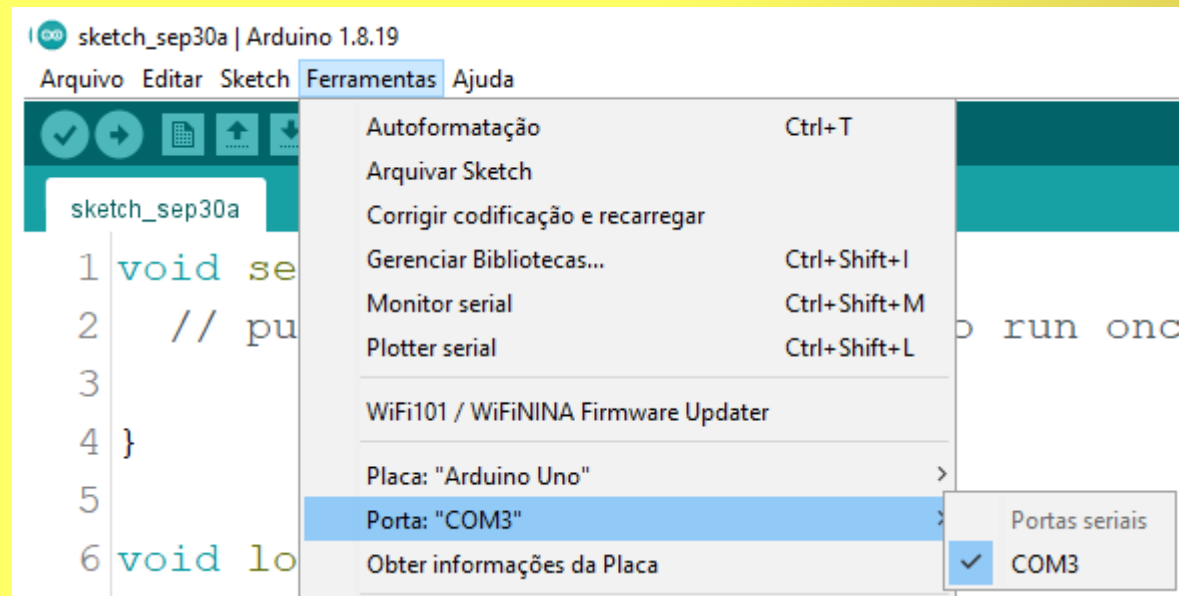 sketch_sep30a | Arduino 1.8.19
Arquivo Editar Sketch Ferramentas Ajuda
Autoformatação Ctrl+T
Arquivar Sketch
sketch_sep30a
Corrigir codificação e recarregar
1 void se
Gerenciar Bibliotecas... Ctrl+Shift+I
Monitor serial Ctrl+Shift+M
2 // pu o run onc
Plotter serial Ctrl+Shift+L
3
WiFi101 / WiFiNINA Firmware Updater
4 }
Placa: "Arduino Uno"
5
Porta: "COM3" Portas seriais
6 void lo
Obter informações da Placa COM3